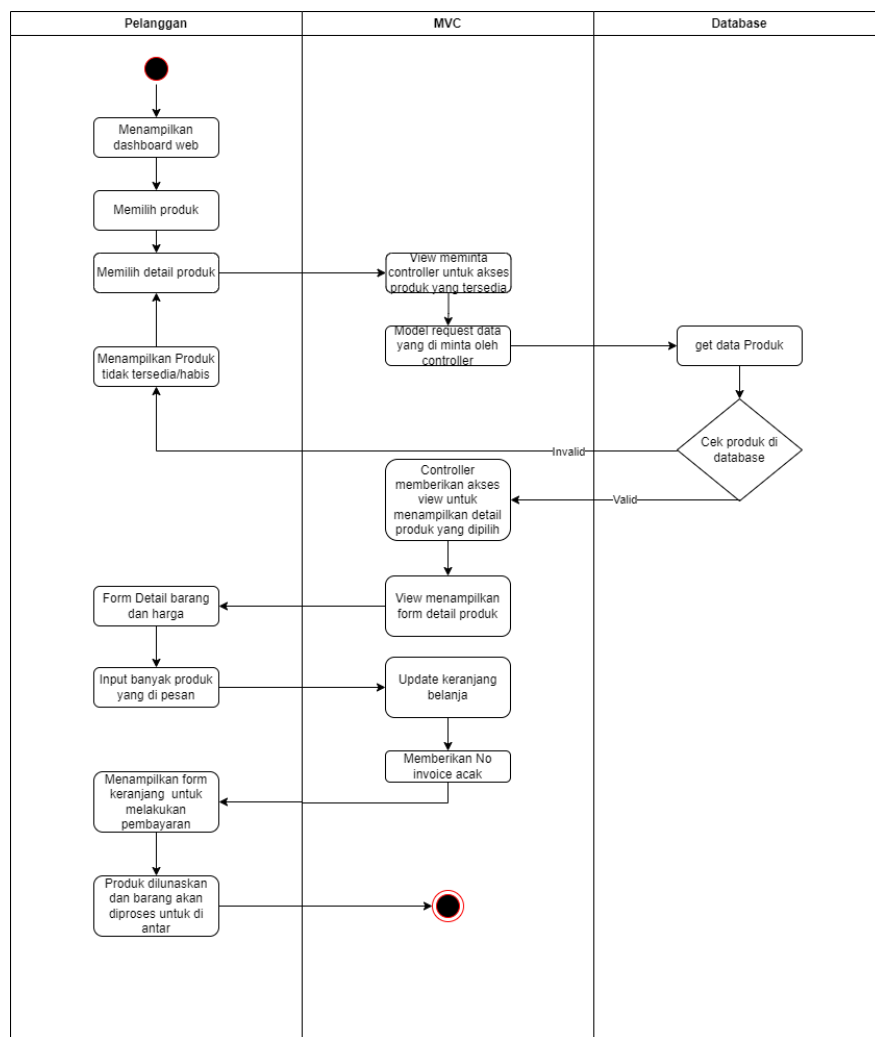 Pelanggan
MVC
Database
Menampilkan
dashboard web
Memilih produk
Memilih detail produk
View meminta
controller untuk akses
produk yang tersedia
Model request data
yang di minta oleh
controller
get data Produk
Menampilkan Produk
tidak tersedia/habis
Cek produk di
database
Invalid
Valid
Controller
memberikan akses
view untuk
menampilkan detail
produk yang dipilih
View menampilkan
form detail produk
Form Detail barang
dan harga
Input banyak produk
yang di pesan
Update keranjang
belanja
Memberikan No
invoice acak
Menampilkan form
keranjang untuk
melakukan
pembayaran
Produk dilunaskan
dan barang akan
diproses untuk di
antar